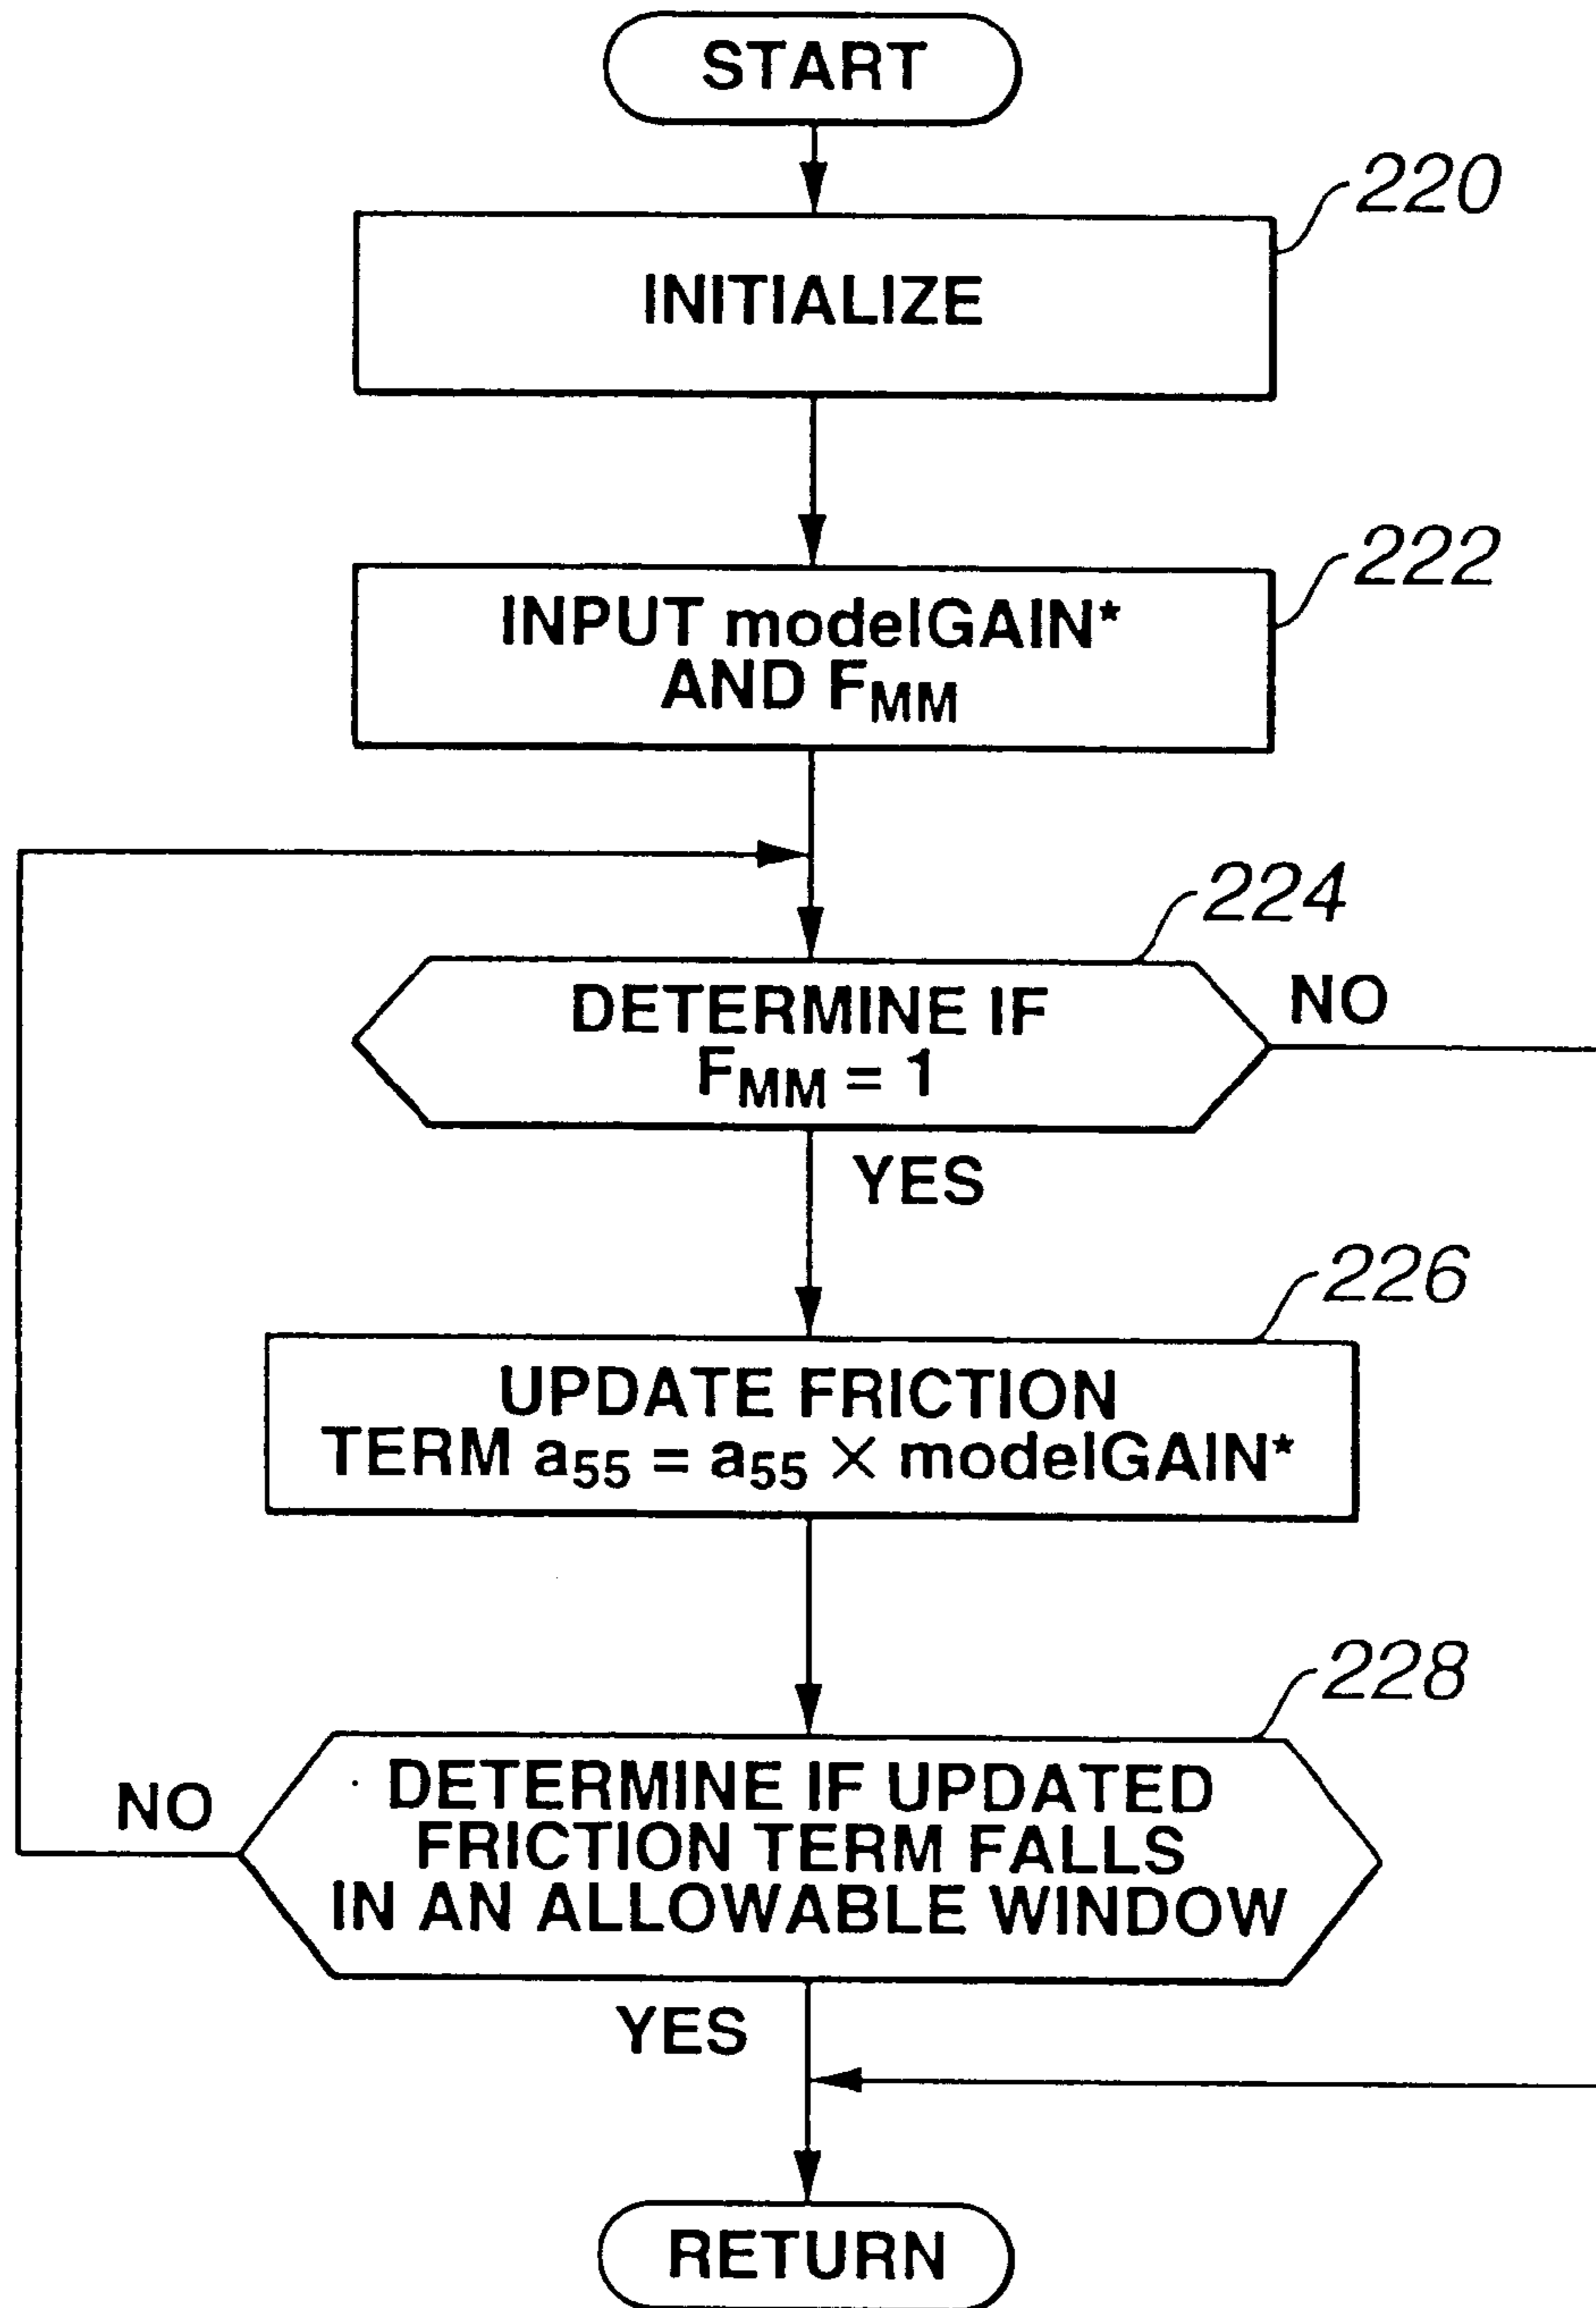 START
220
INITIALIZE
222
INPUT modelGAIN*
AND FMM
224
DETERMINE IF
FMM = 1
NO
YES
226
UPDATE FRICTION
TERM a55 = a55 × modelGAIN*
228
DETERMINE IF UPDATED
FRICTION TERM FALLS
IN AN ALLOWABLE WINDOW
NO
YES
RETURN